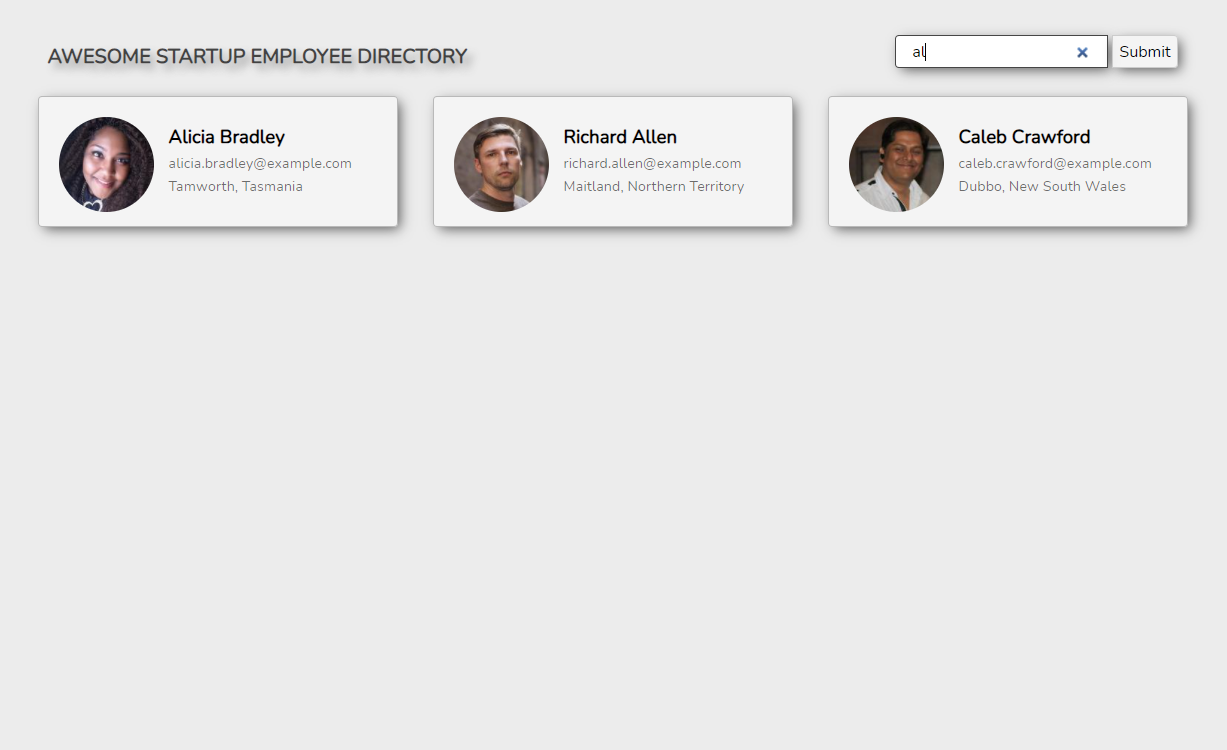 AWESOME STARTUP EMPLOYEE DIRECTORY
al
Submit
Alicia Bradley
alicia.bradley@example.com
Tamworth, Tasmania
Richard Allen
richard.allen@example.com
Maitland, Northern Territory
Caleb Crawford
caleb.crawford@example.com
Dubbo, New South Wales